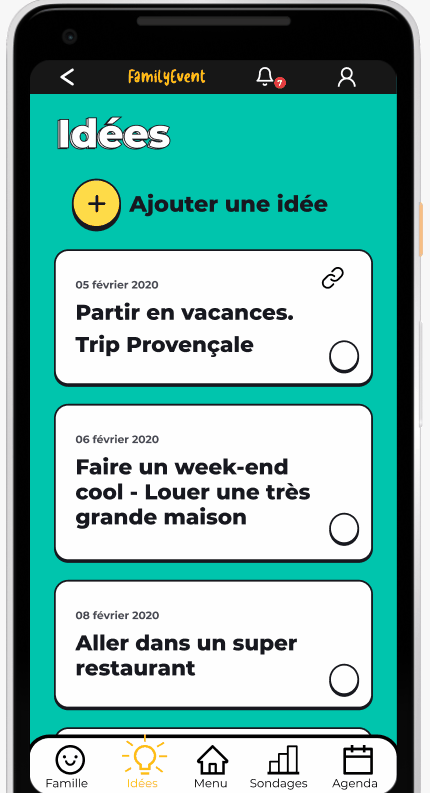 FamilyEvent
7
Idées
+ Ajouter une idée
05 février 2020
Partir en vacances.
Trip Provençale
06 février 2020
Faire un week-end
cool - Louer une très
grande maison
08 février 2020
Aller dans un super
restaurant
Famille Idées Menu Sondages Agenda